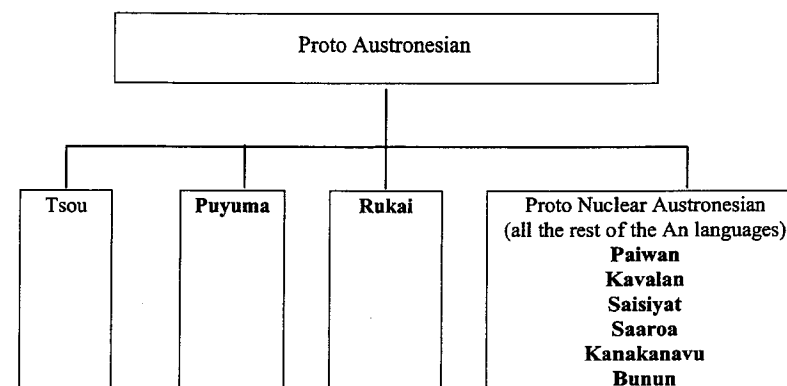 Proto Austronesian
Tsou
Puyuma
Rukai
Proto Nuclear Austronesian
(all the rest of the An languages)
Paiwan
Kavalan
Saisiyat
Saaroa
Kanakanavu
Bunun